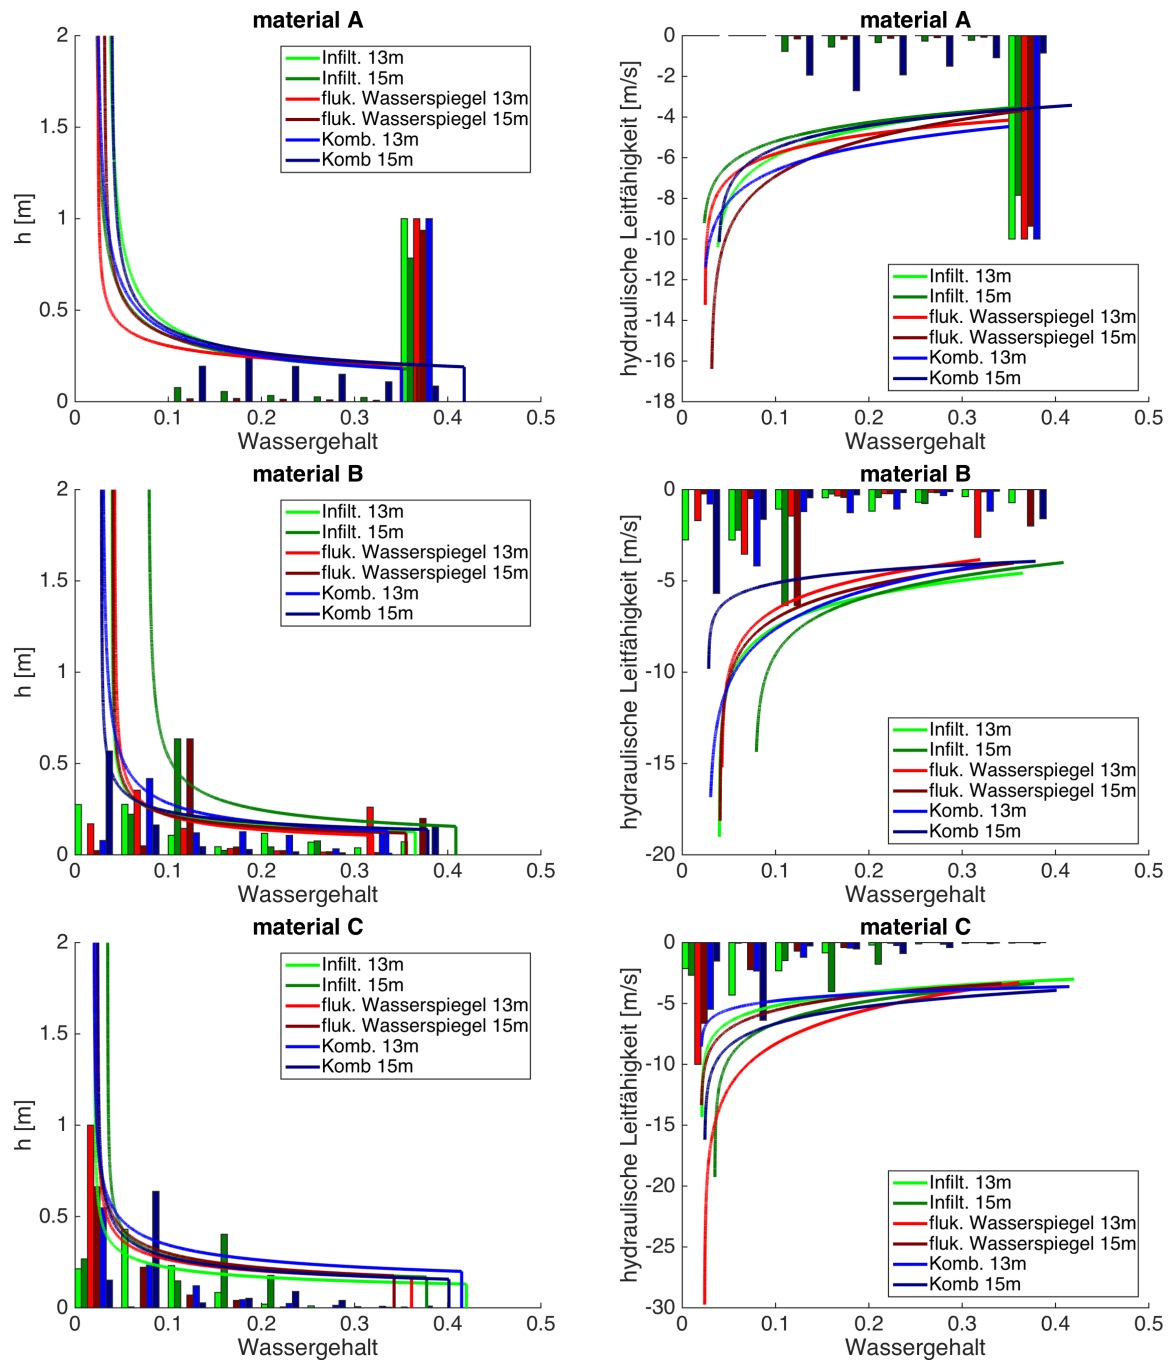 material A
2
1.5
1
0.5
0
h [m]
Infilt. 13m
Infilt. 15m
fluk. Wasserspiegel 13m
fluk. Wasserspiegel 15m
Komb. 13m
Komb 15m
0 0.1 0.2 0.3 0.4 0.5
Wassergehalt
material A
0
-2
-4
-6
-8
-10
-12
-14
-16
-18
hydraulische Leitfähigkeit [m/s]
Infilt. 13m
Infilt. 15m
fluk. Wasserspiegel 13m
fluk. Wasserspiegel 15m
Komb. 13m
Komb 15m
0 0.1 0.2 0.3 0.4 0.5
Wassergehalt
material B
2
1.5
1
0.5
0
h [m]
Infilt. 13m
Infilt. 15m
fluk. Wasserspiegel 13m
fluk. Wasserspiegel 15m
Komb. 13m
Komb 15m
0 0.1 0.2 0.3 0.4 0.5
Wassergehalt
material B
0
-5
-10
-15
-20
hydraulische Leitfähigkeit [m/s]
Infilt. 13m
Infilt. 15m
fluk. Wasserspiegel 13m
fluk. Wasserspiegel 15m
Komb. 13m
Komb 15m
0 0.1 0.2 0.3 0.4 0.5
Wassergehalt
material C
2
1.5
1
0.5
0
h [m]
Infilt. 13m
Infilt. 15m
fluk. Wasserspiegel 13m
fluk. Wasserspiegel 15m
Komb. 13m
Komb 15m
0 0.1 0.2 0.3 0.4 0.5
Wassergehalt
material C
0
-5
-10
-15
-20
-25
-30
hydraulische Leitfähigkeit [m/s]
Infilt. 13m
Infilt. 15m
fluk. Wasserspiegel 13m
fluk. Wasserspiegel 15m
Komb. 13m
Komb 15m
0 0.1 0.2 0.3 0.4 0.5
Wassergehalt